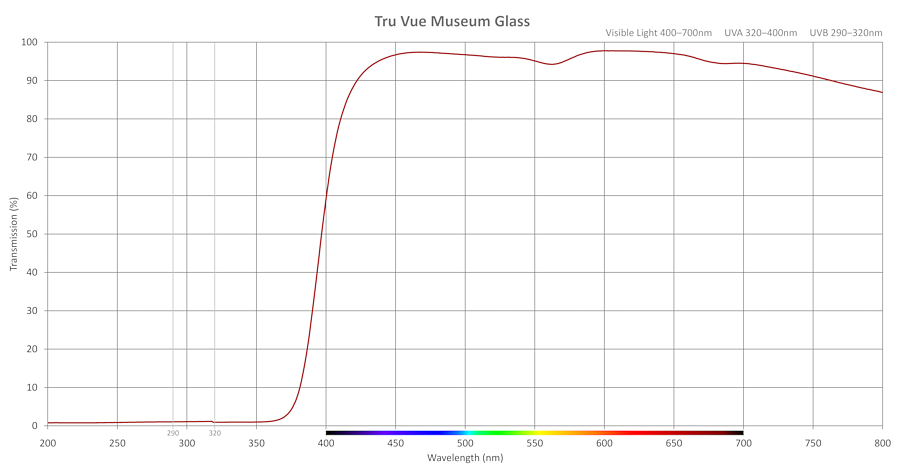 Tru Vue Museum Glass
Visible Light 400–700nm UVA 320–400nm UVB 290–320nm
100
90
80
70
60
50
40
30
20
10
0
Transmission (%)
290 320
200 250 300 350 400 450 500 550 600 650 700 750 800
Wavelength (nm)